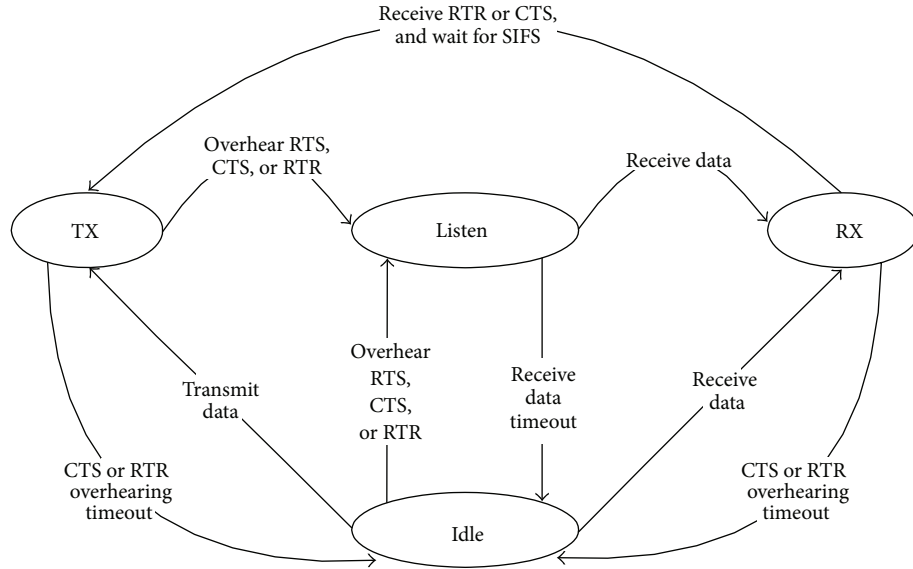 Receive RTR or CTS,
and wait for SIFS
Overhear RTS,
CTS, or RTR
Receive data
TX
Listen
RX
Overhear
RTS,
CTS,
or RTR
Receive
data
timeout
Transmit
data
Receive
data
CTS or RTR
overhearing
timeout
CTS or RTR
overhearing
timeout
Idle